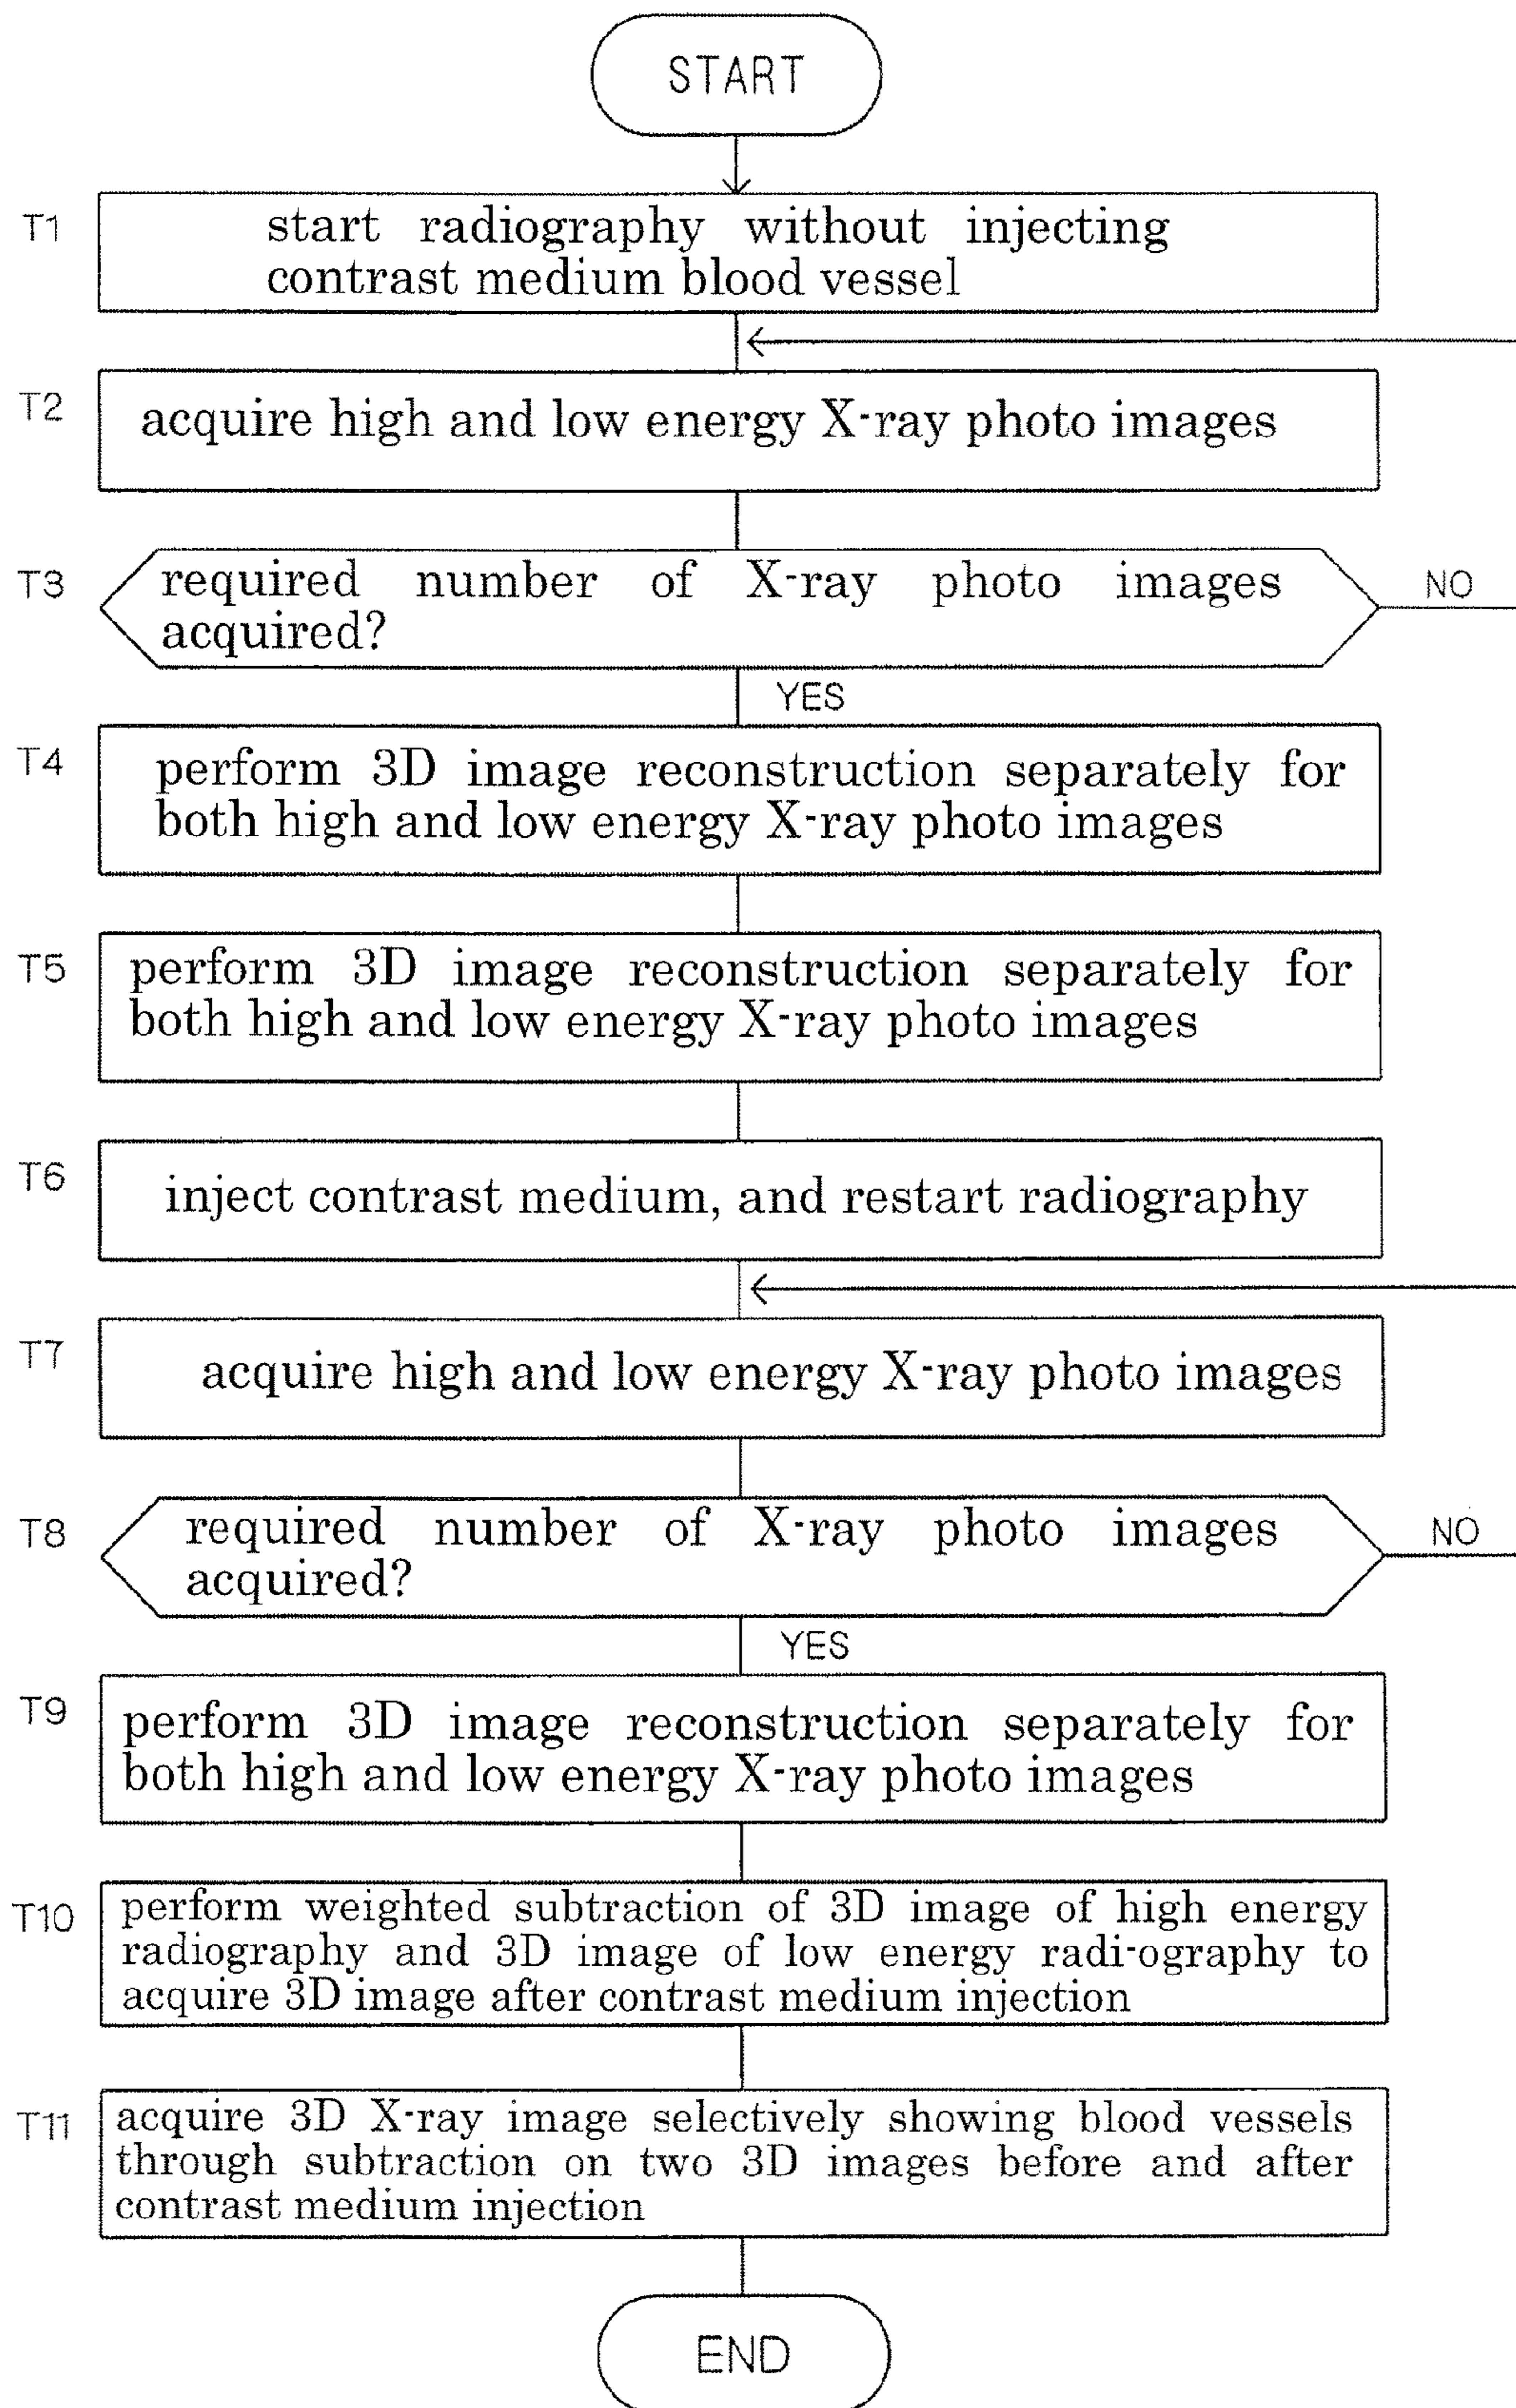 START
T1
start radiography without injecting
contrast medium blood vessel
T2
acquire high and low energy X-ray photo images
T3
required number of X-ray photo images
acquired?
NO
YES
T4
perform 3D image reconstruction separately for
both high and low energy X-ray photo images
T5
perform 3D image reconstruction separately for
both high and low energy X-ray photo images
T6
inject contrast medium, and restart radiography
T7
acquire high and low energy X-ray photo images
T8
required number of X-ray photo images
acquired?
NO
YES
T9
perform 3D image reconstruction separately for
both high and low energy X-ray photo images
T10
perform weighted subtraction of 3D image of high energy
radiography and 3D image of low energy radi-ography to
acquire 3D image after contrast medium injection
T11
acquire 3D X-ray image selectively showing blood vessels
through subtraction on two 3D images before and after
contrast medium injection
END